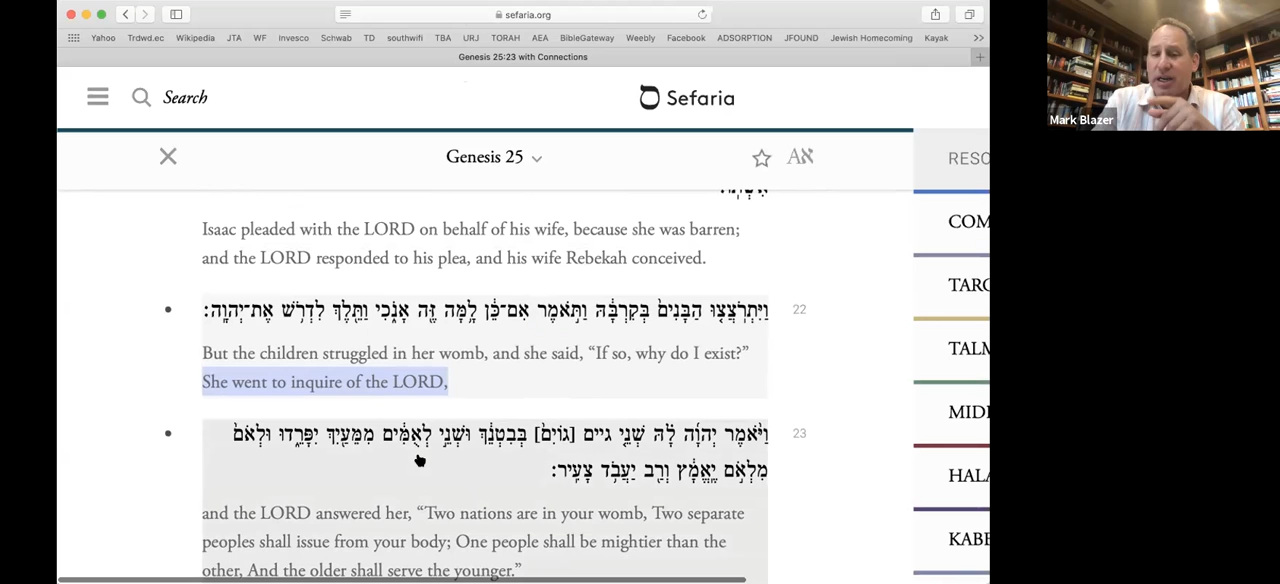 sefaria.org
Yahoo Trdwd.ec Wikipedia JTA WF Invesco Schwab TD southwifi TBA URJ TORAH AEA BibleGateway Weebly Facebook ADSORPTION JFOUND Jewish Homecoming Kayak >>
Genesis 25:23 with Connections
Search
Sefaria
Genesis 25
Mark Blazer
RESO
Isaac pleaded with the LORD on behalf of his wife, because she was barren;
and the LORD responded to his plea, and his wife Rebekah conceived.
וַיִּתְרֹֽצְצ֤וּ הַבָּנִים֙ בְּקִרְבָּ֔הּ וַתֹּ֣אמֶר אִם־כֵּ֔ן לָ֥מָּה זֶּ֖ה אָנֹ֑כִי וַתֵּ֖לֶךְ לִדְרֹ֥שׁ אֶת־יְהוָֽה׃
22
But the children struggled in her womb, and she said, “If so, why do I exist?”
She went to inquire of the LORD,
וַיֹּ֨אמֶר יְהוָ֜ה לָ֗הּ שְׁנֵ֤י גיים [גוֹיִם֙] בְּבִטְנֵ֔ךְ וּשְׁנֵ֣י לְאֻמִּ֔ים מִמֵּעַ֖יִךְ יִפָּרֵ֑דוּ וּלְאֹם֙
מִלְאֹ֣ם יֶֽאֱמָ֔ץ וְרַ֖ב יַעֲבֹ֥ד צָעִֽיר׃
23
and the LORD answered her, “Two nations are in your womb, Two separate
peoples shall issue from your body; One people shall be mightier than the
other, And the older shall serve the younger.”
COM
TARG
TALM
MIDI
HALA
KABE